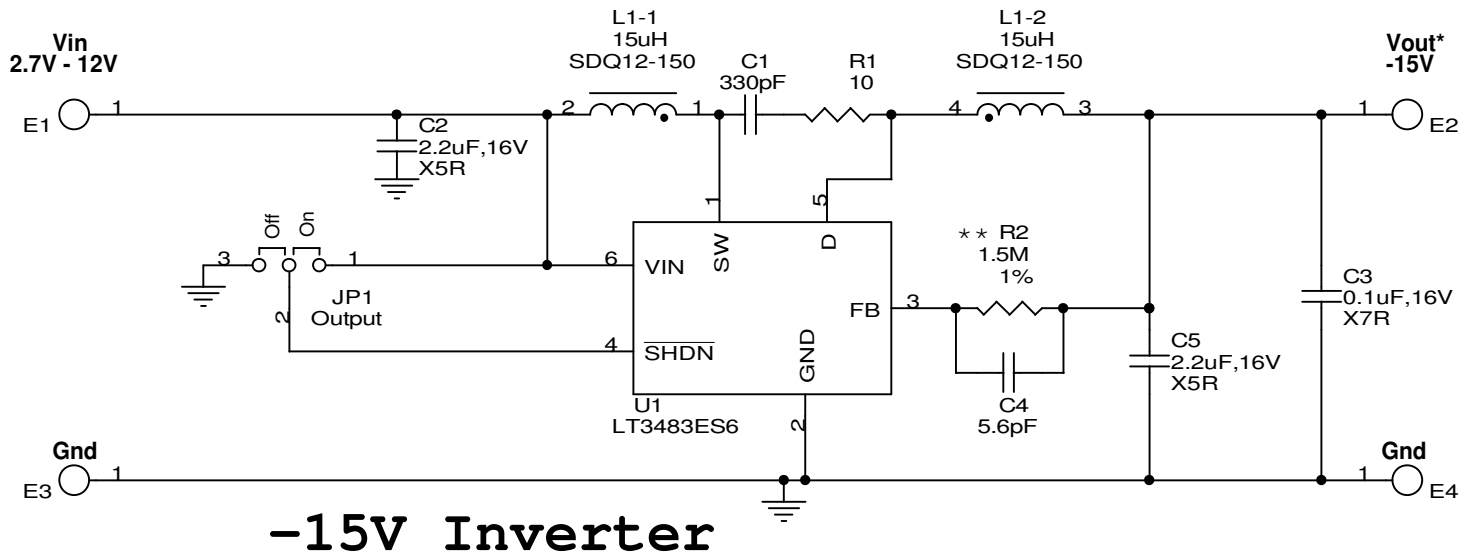 L1-1
15uH
SDQ12-150
L1-2
15uH
SDQ12-150
Vin
2.7V - 12V
C1
330pF
R1
10
Vout*
-15V
E1
1
2
1
4
3
1
E2
C2
2.2uF,16V
X5R
Off
On
1
5
SW
D
3
1
6
VIN
JP1
Output
2
4
SHDN
GND
FB
3
** R2
1.5M
1%
C3
0.1uF,16V
X7R
C5
2.2uF,16V
X5R
C4
5.6pF
U1
LT3483ES6
2
Gnd
E3
1
Gnd
1
E4
-15V Inverter